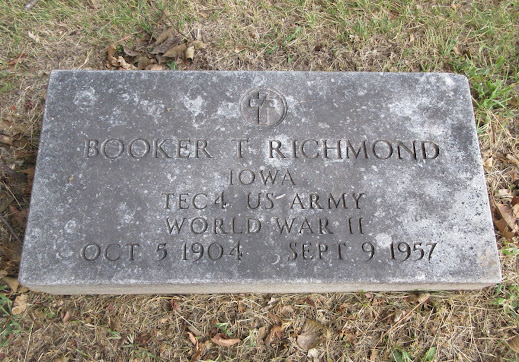 BOOKER T RICHMOND
IOWA
TEC4 US ARMY
WORLD WAR II
OCT 5 1904 SEPT 9 1957